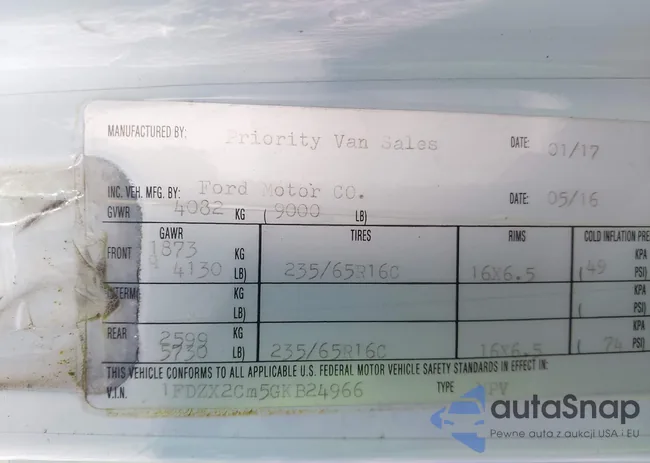 MANUFACTURED BY: Priority Van Sales DATE: 01/17
INC. VEH. MFG. BY: Ford Motor CO. DATE: 05/16
GVWR 4082 KG (9000 LB)
GAWR TIRES RIMS COLD INFLATION PRE
FRONT 1873 KG KPA
4130 LB) 235/65R16C 16X6.5 (49 PSI)
INTERM KG KPA
LB) ( PSI)
REAR 2599 KG KPA
5730 LB) 235/65R16C 16X6.5 (74 PSI)
THIS VEHICLE CONFORMS TO ALL APPLICABLE U.S. FEDERAL MOTOR VEHICLE SAFETY STANDARDS IN EFFECT IN:
V.I.N. 1FDZX2Cm5GKB24966 TYPE
autaSnap
Pewne auta z aukcji USA i EU